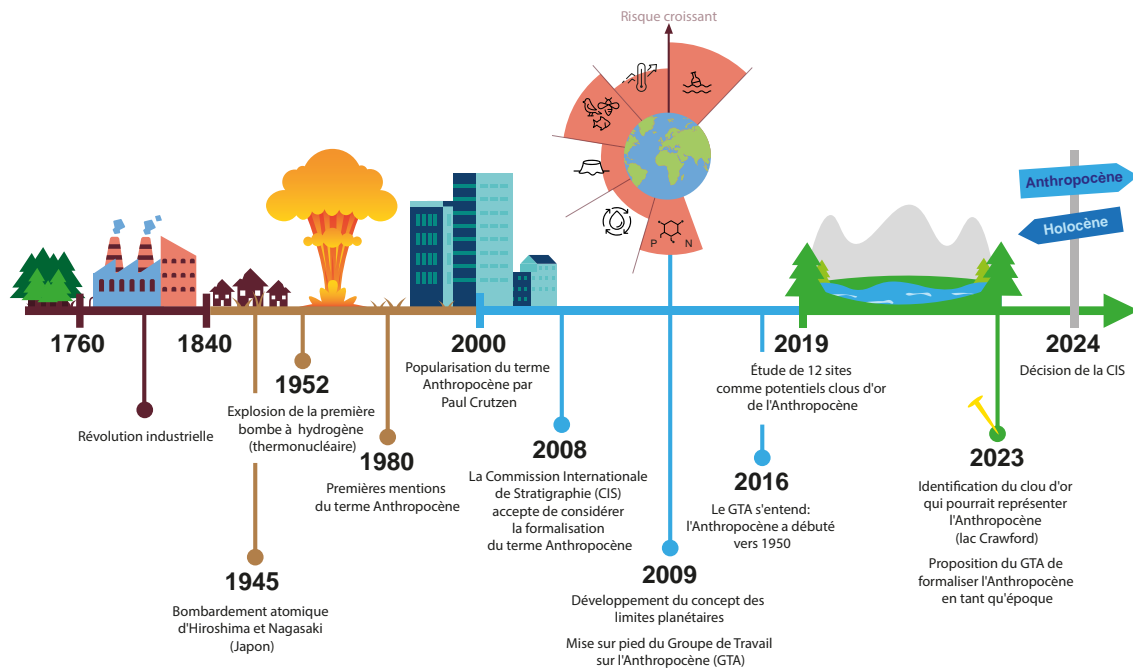 Risque croissant
P
N
Anthropocène
Holocène
1760
Révolution industrielle
1840
1945
Bombardement atomique
d'Hiroshima et Nagasaki
(Japon)
1952
Explosion de la première
bombe à hydrogène
(thermonucléaire)
1980
Premières mentions
du terme Anthropocène
2000
Popularisation du terme
Anthropocène par
Paul Crutzen
2008
La Commission Internationale
de Stratigraphie (CIS)
accepte de considérer
la formalisation
du terme Anthropocène
2009
Développement du concept des
limites planétaires
Mise sur pied du Groupe de Travail
sur l'Anthropocène (GTA)
2016
Le GTA s'entend:
l'Anthropocène a débuté
vers 1950
2019
Étude de 12 sites
comme potentiels clous d'or
de l'Anthropocène
2023
Identification du clou d'or
qui pourrait représenter
l'Anthropocène
(lac Crawford)
Proposition du GTA de
formaliser l'Anthropocène
en tant qu'époque
2024
Décision de la CIS